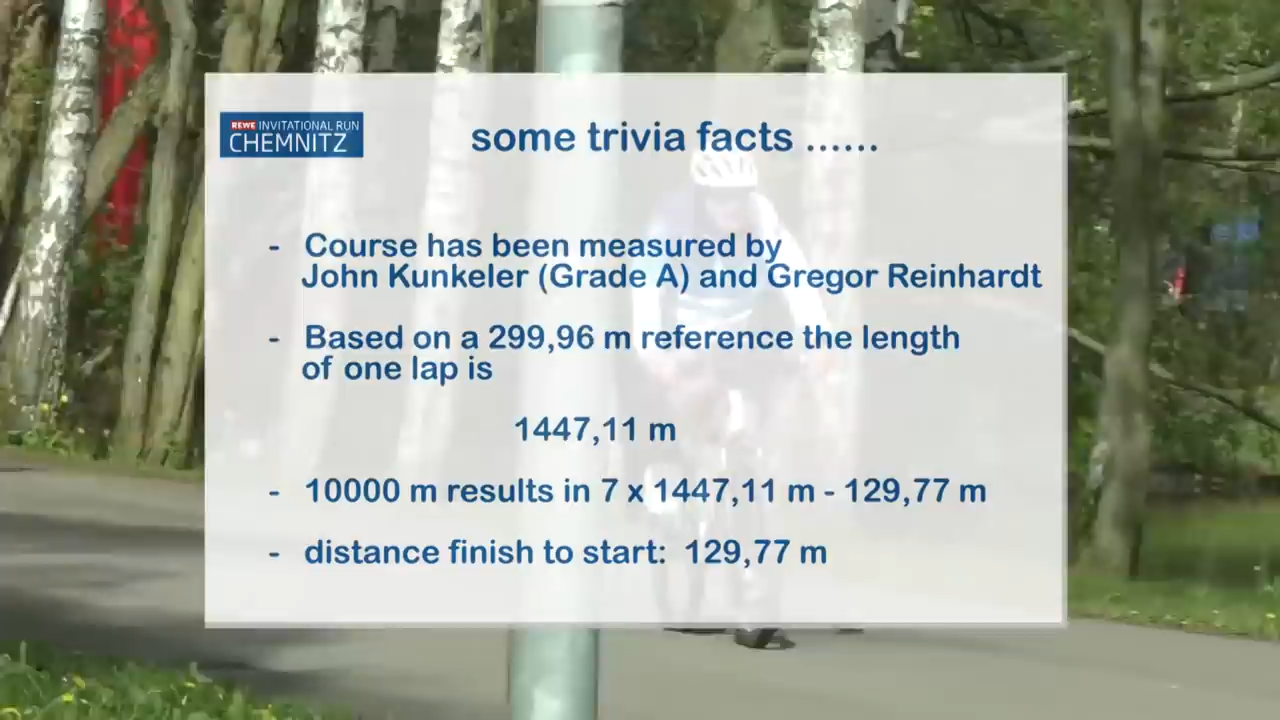 REWE INVITATIONAL RUN
CHEMNITZ
some trivia facts ......
- Course has been measured by
John Kunkeler (Grade A) and Gregor Reinhardt
- Based on a 299,96 m reference the length
of one lap is
1447,11 m
- 10000 m results in 7 x 1447,11 m - 129,77 m
- distance finish to start: 129,77 m